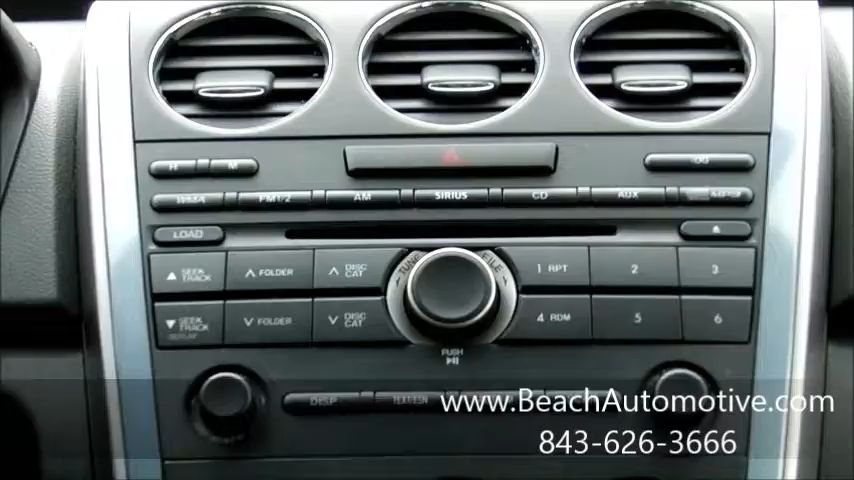 H M
FM1/2 AM SIRIUS CD AUX
LOAD
SEEK TRACK FOLDER DISC CAT TUNE FILE 1 RPT 2 3
SEEK TRACK FOLDER DISC CAT 4 RDM 5 6
PUSH
DISP
www.BeachAutomotive.com
843-626-3666